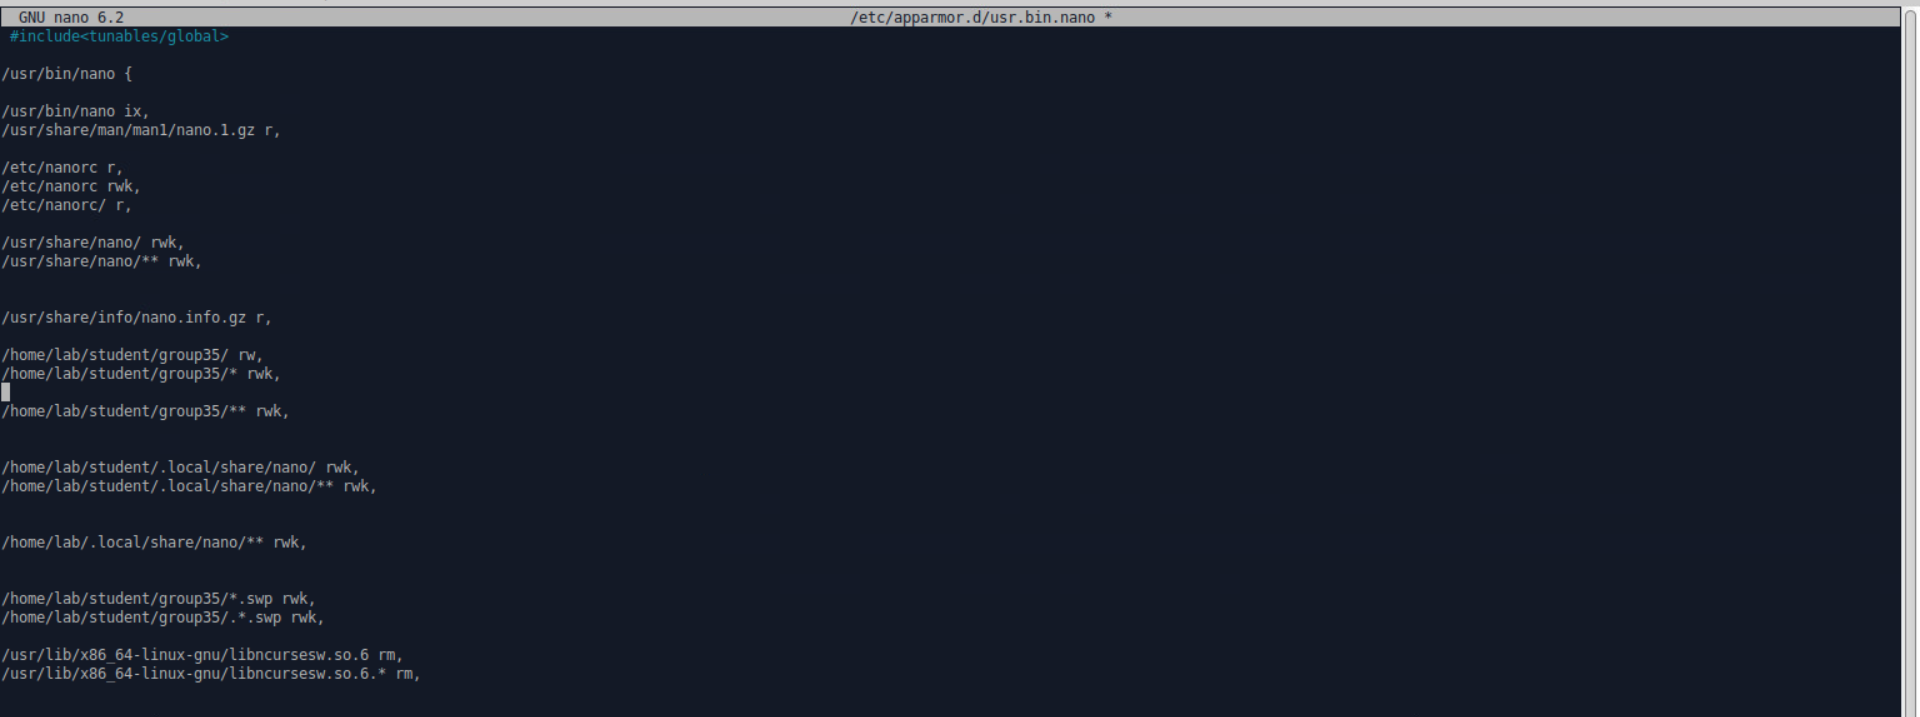 GNU nano 6.2 /etc/apparmor.d/usr.bin.nano *
#include<tunables/global>
/usr/bin/nano {
/usr/bin/nano ix,
/usr/share/man/man1/nano.1.gz r,
/etc/nanorc r,
/etc/nanorc rwk,
/etc/nanorc/ r,
/usr/share/nano/ rwk,
/usr/share/nano/** rwk,
/usr/share/info/nano.info.gz r,
/home/lab/student/group35/ rw,
/home/lab/student/group35/* rwk,
/home/lab/student/group35/** rwk,
/home/lab/student/.local/share/nano/ rwk,
/home/lab/student/.local/share/nano/** rwk,
/home/lab/.local/share/nano/** rwk,
/home/lab/student/group35/*.swp rwk,
/home/lab/student/group35/.*.swp rwk,
/usr/lib/x86_64-linux-gnu/libncursesw.so.6 rm,
/usr/lib/x86_64-linux-gnu/libncursesw.so.6.* rm,